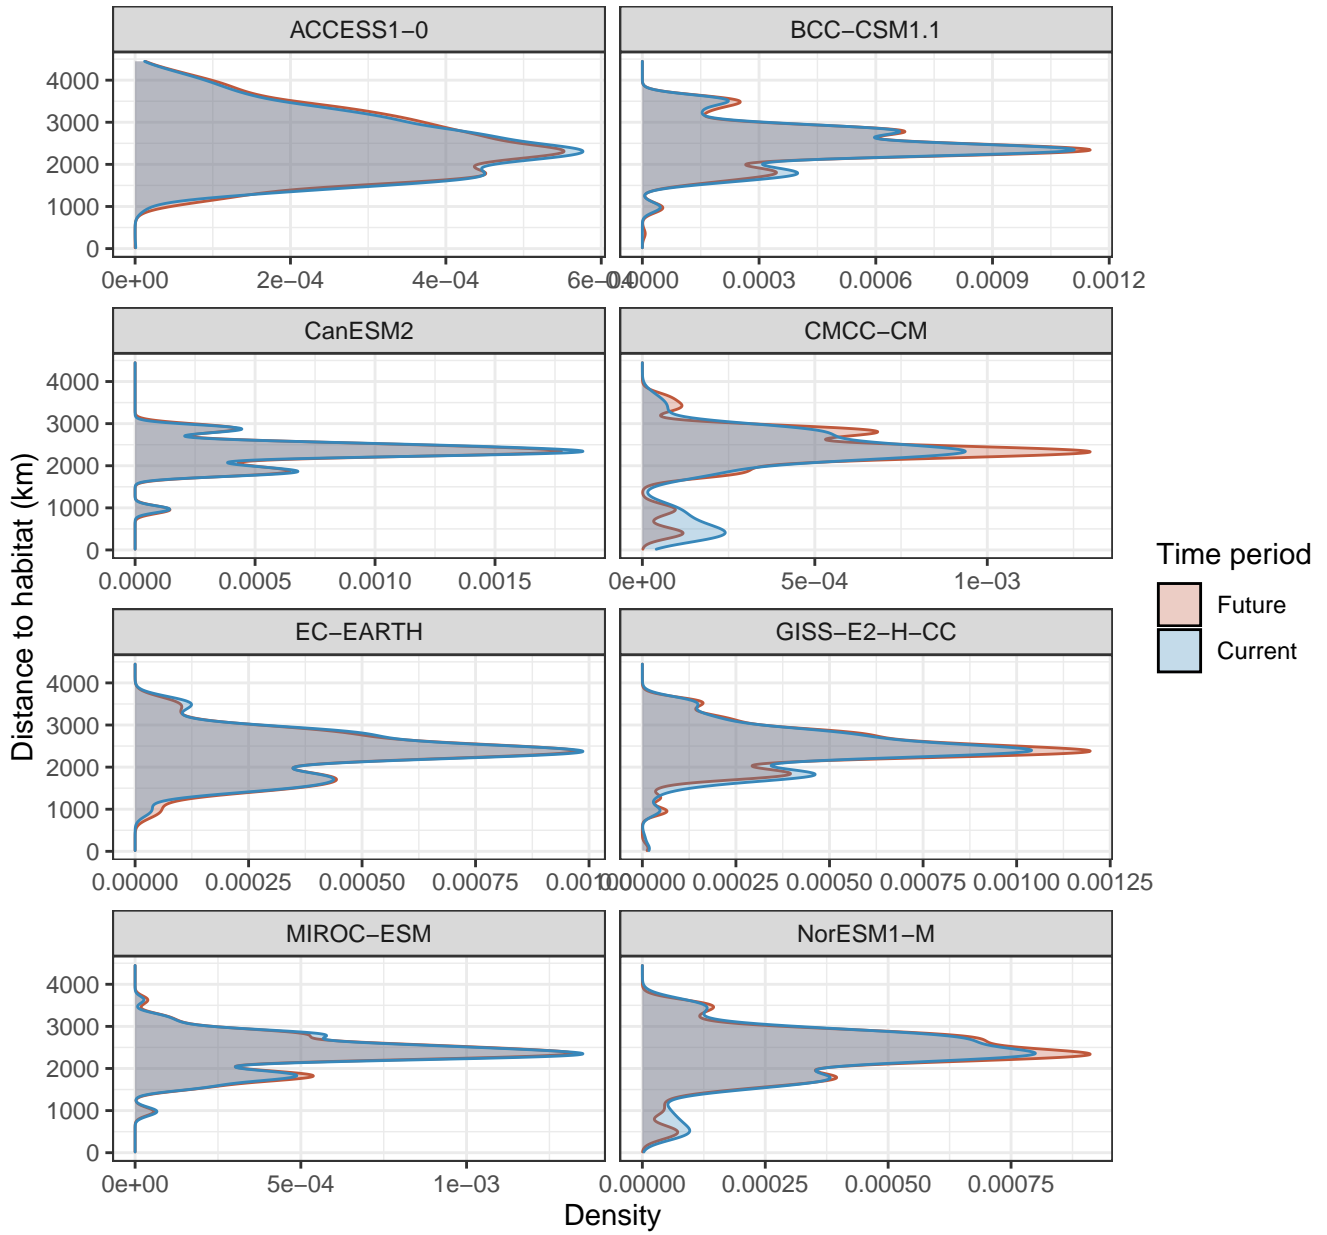 ACCESS1−0 BCC−CSM1.1
4000
3000
2000
1000
0
0e+00 2e−04 4e−04 6e−04 0.0000 0.0003 0.0006 0.0009 0.0012
CanESM2 CMCC−CM
4000
3000
2000
1000
0
0.0000 0.0005 0.0010 0.0015 0e+00 5e−04 1e−03
Distance to habitat (km)
EC−EARTH GISS−E2−H−CC
4000
3000
2000
1000
0
0.00000 0.00025 0.00050 0.00075 0.00100 0.00000 0.00025 0.00050 0.00075 0.00100 0.00125
MIROC−ESM NorESM1−M
4000
3000
2000
1000
0
0e+00 5e−04 1e−03 0.00000 0.00025 0.00050 0.00075
Density
Time period
Future
Current